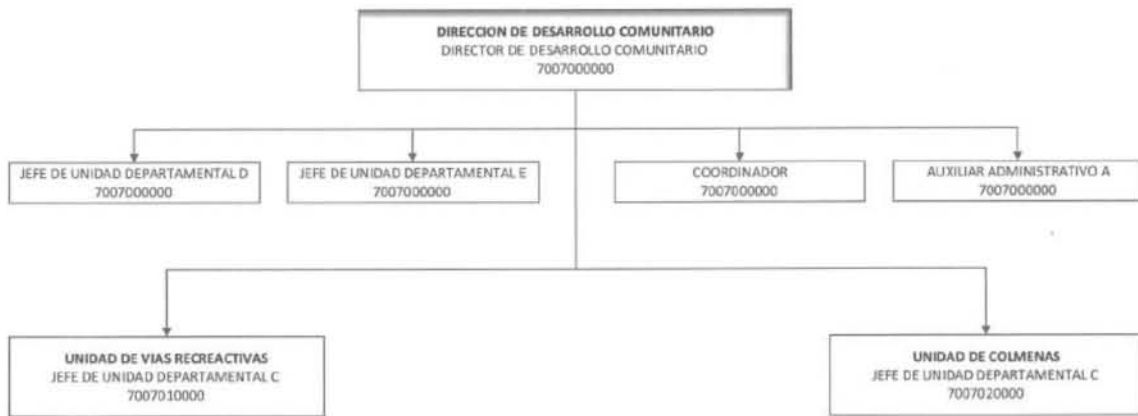 DIRECCION DE DESARROLLO COMUNITARIO
DIRECTOR DE DESARROLLO COMUNITARIO
7007000000
JEFE DE UNIDAD DEPARTAMENTAL D
7007000000
JEFE DE UNIDAD DEPARTAMENTAL E
7007000000
COORDINADOR
7007000000
AUXILIAR ADMINISTRATIVO A
7007000000
UNIDAD DE VIAS RECREACTIVAS
JEFE DE UNIDAD DEPARTAMENTAL C
7007010000
UNIDAD DE COLMENAS
JEFE DE UNIDAD DEPARTAMENTAL C
7007020000